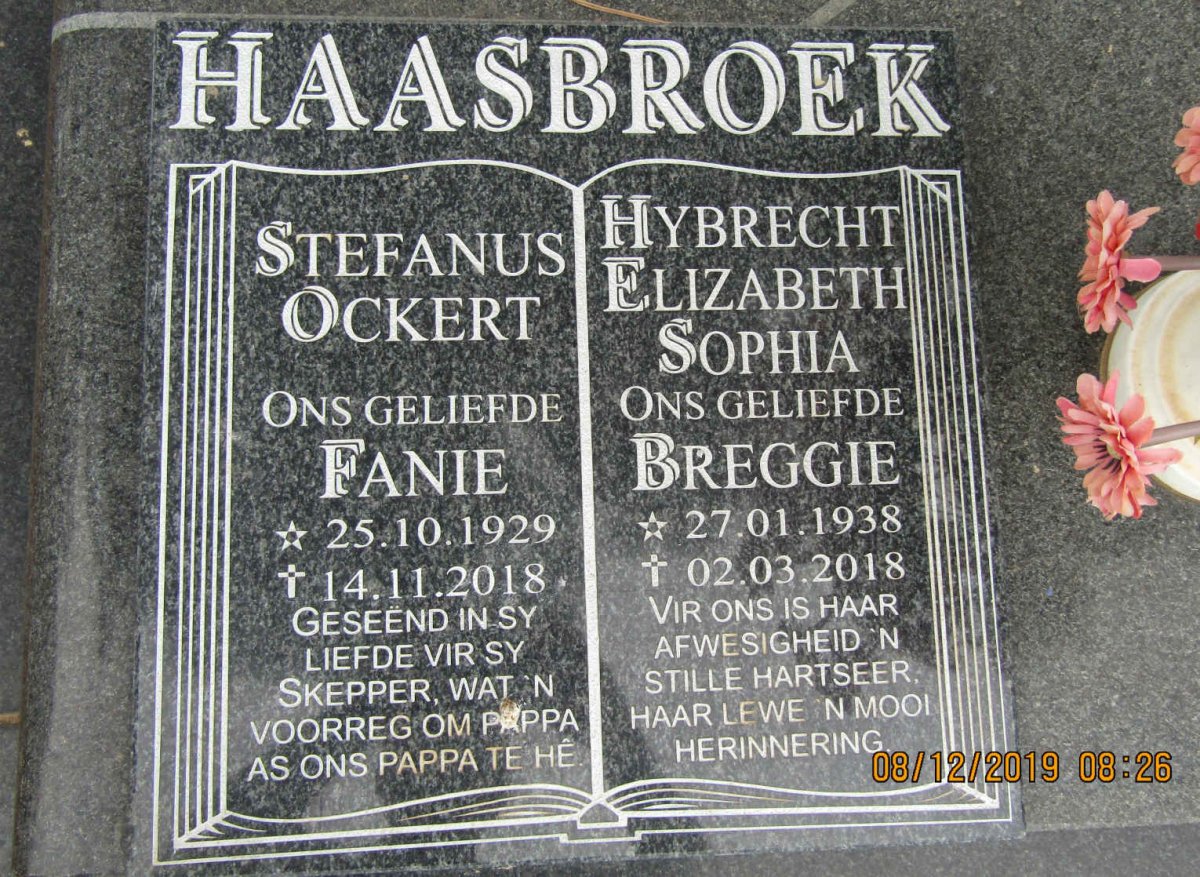 HAASBROEK
STEFANUS
OCKERT
ONS GELIEFDE
FANIE
☆ 25.10.1929
✝ 14.11.2018
GESEËND IN SY
LIEFDE VIR SY
SKEPPER, WAT `N
VOORREG OM PAPPA
AS ONS PAPPA TE HÊ.
HYBRECHT
ELIZABETH
SOPHIA
ONS GELIEFDE
BREGGIE
☆ 27.01.1938
✝ 02.03.2018
VIR ONS IS HAAR
AFWESIGHEID `N
STILLE HARTSEER,
HAAR LEWE `N MOOI
HERINNERING.
08/12/2019 08:26